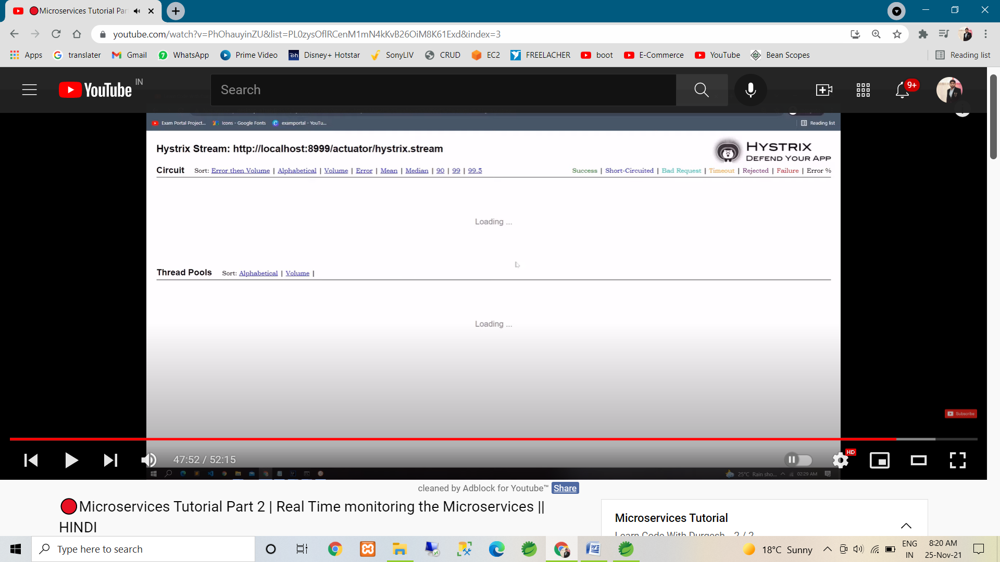 Microservices Tutorial Par
youtube.com/watch?v=PhOhauyinZU&list=PL0zysOflRCenM1mN4kKvB26OiM8K61Exd&index=3
Apps translater Gmail WhatsApp Prime Video Disney+ Hotstar SonyLIV CRUD EC2 FREELACHER boot E-Commerce YouTube Bean Scopes Reading list
YouTube IN Search 9+
Exam Portal Project... Icons - Google Fonts examportal - YouTu... Reading list
Hystrix Stream: http://localhost:8999/actuator/hystrix.stream
HYSTRIX
DEFEND YOUR APP
Circuit Sort: Error then Volume | Alphabetical | Volume | Error | Mean | Median | 90 | 99 | 99.5 Success | Short-Circuited | Bad Request | Timeout | Rejected | Failure | Error %
Loading ...
Thread Pools Sort: Alphabetical | Volume |
Loading ...
Subscribe
47:52 / 52:15 HD
25°C Rain sho... 02:29 AM
cleaned by Adblock for Youtube™ Share
Microservices Tutorial Part 2 | Real Time monitoring the Microservices ||
HINDI
Microservices Tutorial
Learn Code With Durgesh - 2 / 2
Type here to search
18°C Sunny
ENG
IN
8:20 AM
25-Nov-21